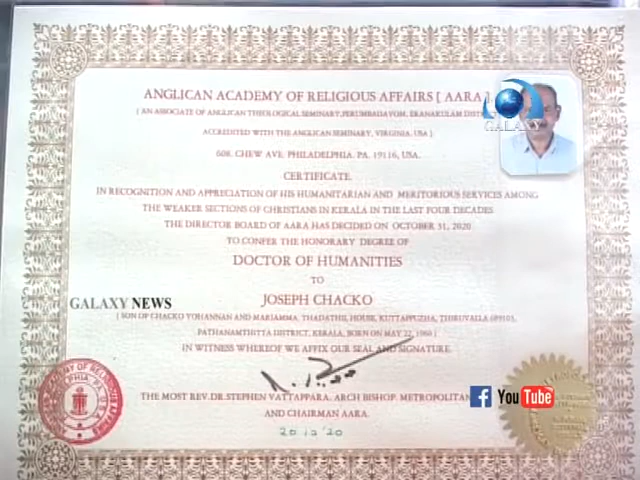 ANGLICAN ACADEMY OF RELIGIOUS AFFAIRS [ AARA ]
( AN ASSOCIATE OF ANGLICAN THEOLOGICAL SEMINARY,PERUMBADAVOM, ERANAKULAM DIST
GALAXY
ACCREDITED WITH THE ANGLICAN SEMINARY, VIRGINIA, USA ]
608, CHEW AVE. PHILADELPHIA. PA. 19116, USA.
CERTIFICATE.
IN RECOGNITION AND APPRECIATION OF HIS HUMANITARIAN AND MERITORIOUS SERVICES AMONG
THE WEAKER SECTIONS OF CHRISTIANS IN KERALA IN THE LAST FOUR DECADES
THE DIRECTOR BOARD OF AARA HAS DECIDED ON OCTOBER 31, 2020
TO CONFER THE HONORARY DEGREE OF
DOCTOR OF HUMANITIES
TO
GALAXY NEWS
JOSEPH CHACKO
[ SON OF CHACKO YOHANNAN AND MARIAMMA, THADATHIL HOUSE, KUTTAPUZHA, THIRUVALLA 689103,
PATHANAMTHITTA DISTRICT, KERALA, BORN ON MAY 22, 1960 ]
IN WITNESS WHEREOF WE AFFIX OUR SEAL AND SIGNATURE.
THE MOST REV.DR.STEPHEN VATTAPPARA. ARCH BISHOP. METROPOLITAN
f YouTube
AND CHAIRMAN AARA.
20 12 '20